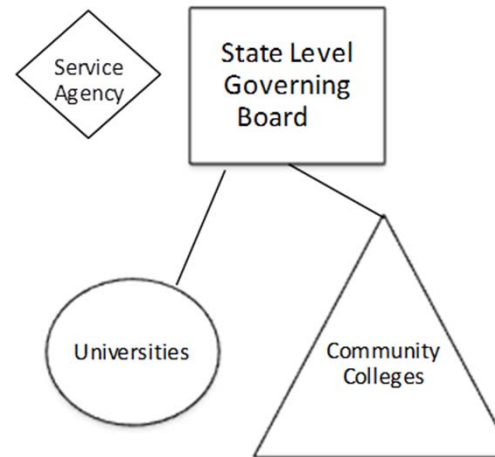 Service
Agency
State Level
Governing
Board
Universities
Community
Colleges